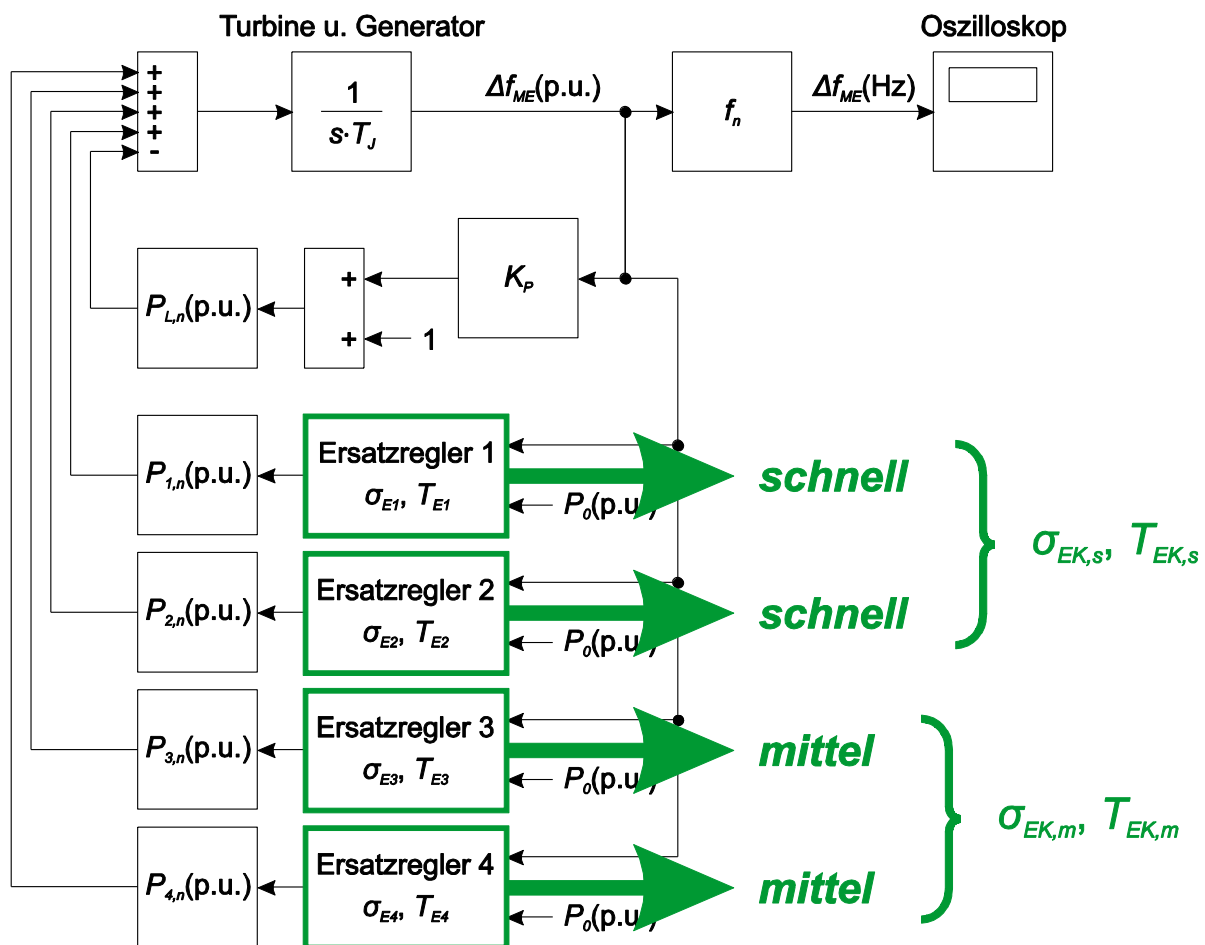 Turbine u. Generator
Oszilloskop
+
+
+
+
-
1
s·T_J
Δf_ME(p.u.)
f_n
Δf_ME(Hz)
P_L,n(p.u.)
+
+
1
K_P
P_1,n(p.u.)
Ersatzregler 1
σ_E1, T_E1
P_0(p.u.)
schnell
σ_EK,s, T_EK,s
P_2,n(p.u.)
Ersatzregler 2
σ_E2, T_E2
P_0(p.u.)
schnell
P_3,n(p.u.)
Ersatzregler 3
σ_E3, T_E3
P_0(p.u.)
mittel
σ_EK,m, T_EK,m
P_4,n(p.u.)
Ersatzregler 4
σ_E4, T_E4
P_0(p.u.)
mittel